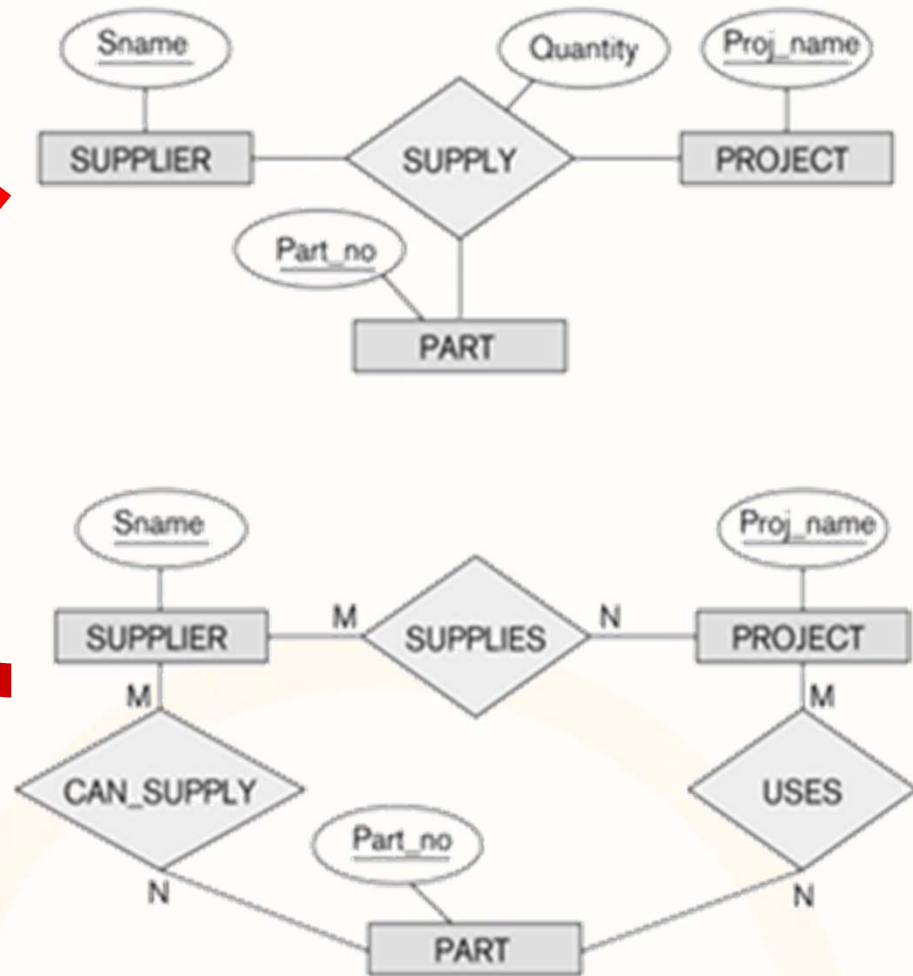 Sname
Quantity
Proj_name
SUPPLIER
SUPPLY
PROJECT
Part_no
PART
Sname
Proj_name
SUPPLIER
M
SUPPLIES
N
PROJECT
M
M
CAN_SUPPLY
USES
Part_no
N
N
PART